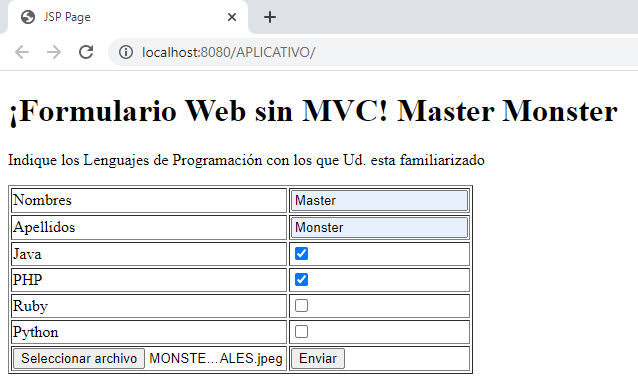 JSP Page
localhost:8080/APLICATIVO/
¡Formulario Web sin MVC! Master Monster
Indique los Lenguajes de Programación con los que Ud. esta familiarizado
Nombres Master
Apellidos Monster
Java
PHP
Ruby
Python
Seleccionar archivo MONSTE...ALES.jpeg Enviar